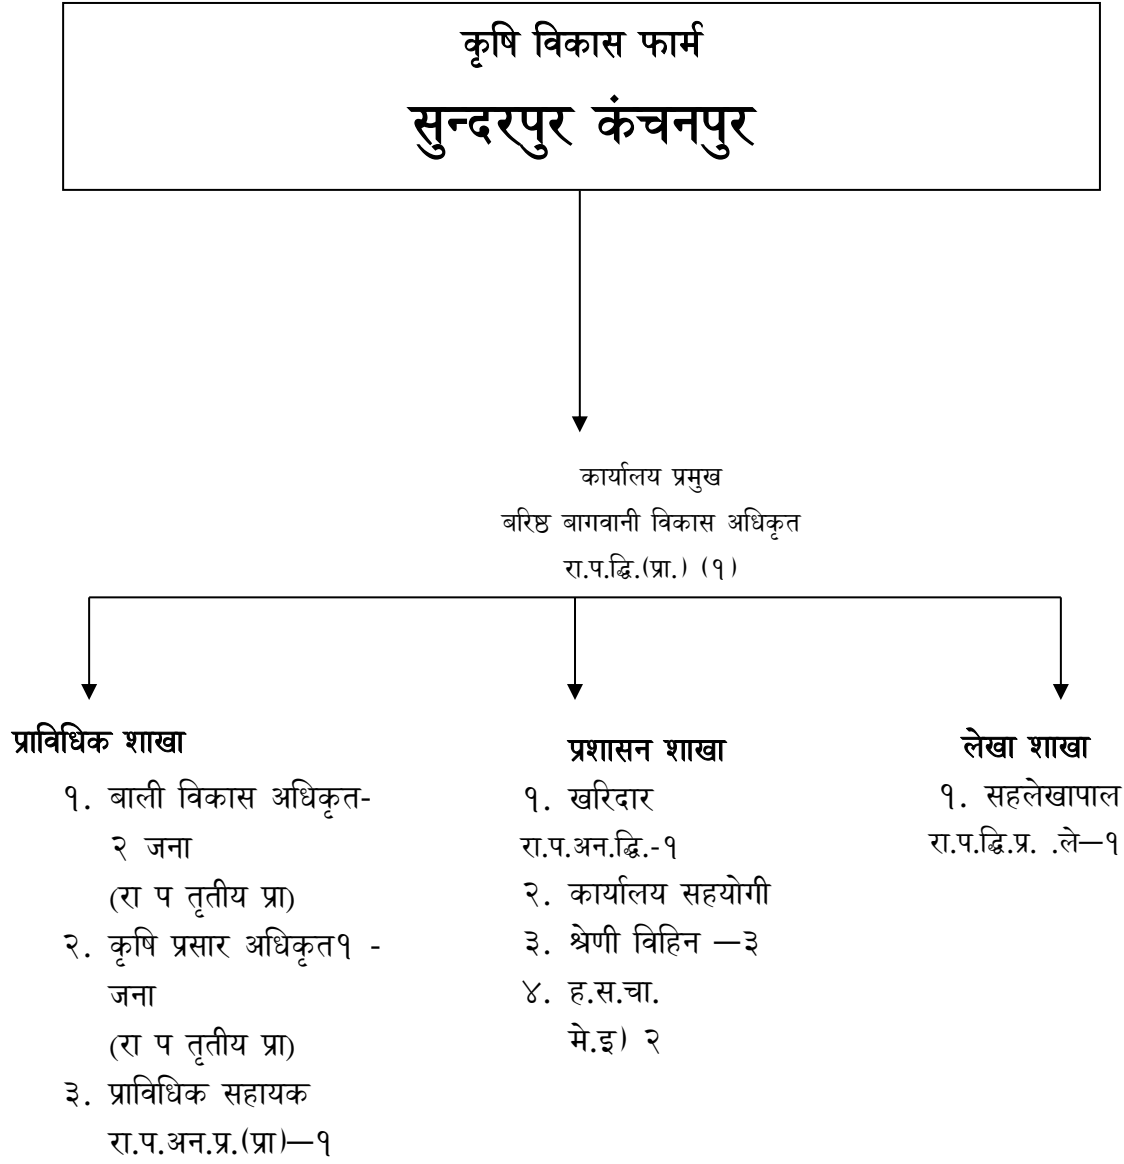 कृषि विकास फार्म
सुन्दरपुर कंचनपुर
कार्यालय प्रमुख
बरिष्ठ बागवानी विकास अधिकृत
रा.प.द्धि.(प्रा.) (१)
प्राविधिक शाखा
१. बाली विकास अधिकृत-
२ जना
(रा प तृतीय प्रा)
२. कृषि प्रसार अधिकृत१ -
जना
(रा प तृतीय प्रा)
३. प्राविधिक सहायक
रा.प.अन.प्र.(प्रा)—१
प्रशासन शाखा
१. खरिदार
रा.प.अन.द्धि.-१
२. कार्यालय सहयोगी
३. श्रेणी विहिन —३
४. ह.स.चा.
मे.इ) २
लेखा शाखा
१. सहलेखापाल
रा.प.द्धि.प्र. .ले—१